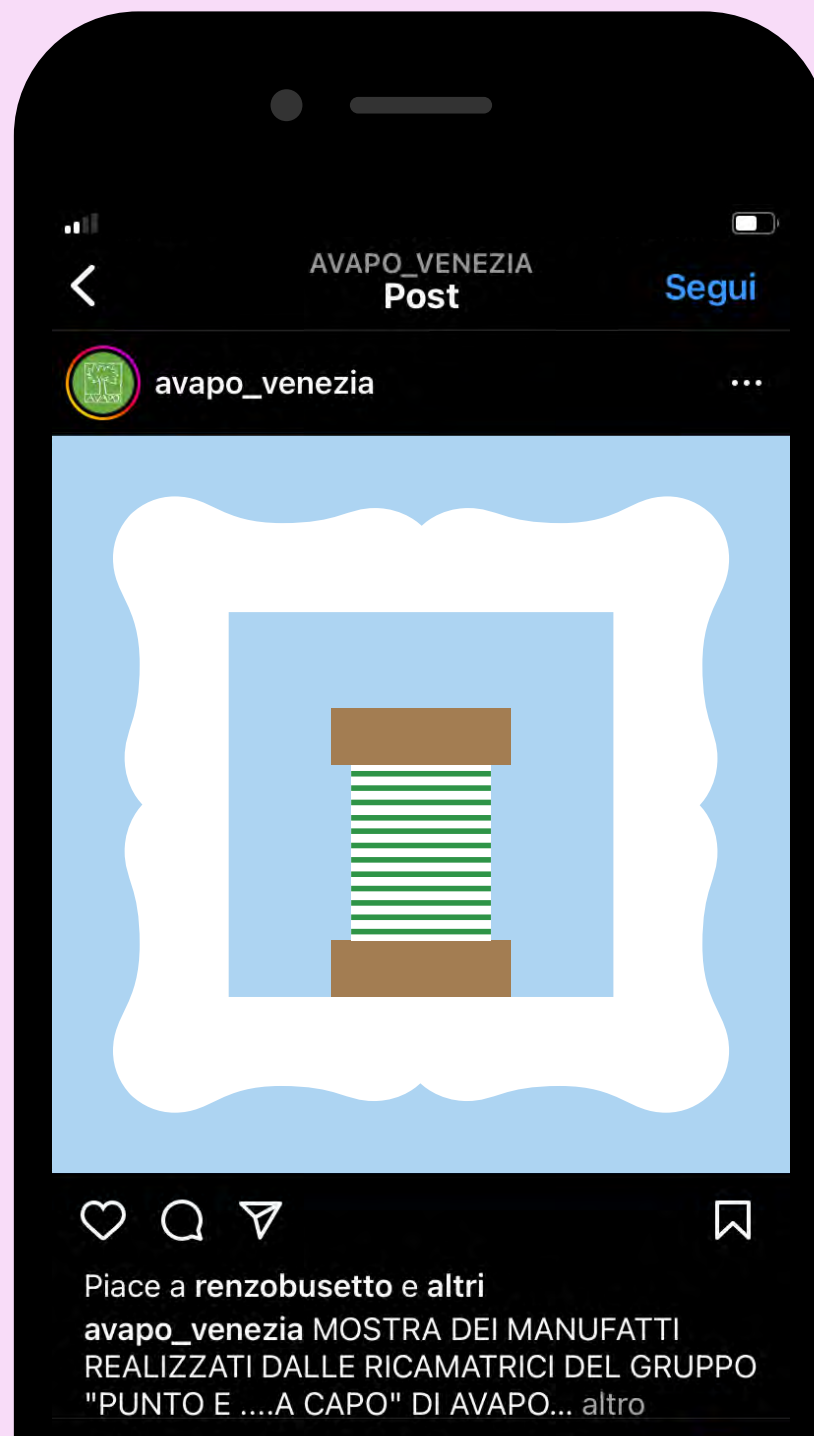 AVAPO_VENEZIA
Post
Segui
AVAPO
avapo_venezia
Piace a renzobusetto e altri
avapo_venezia MOSTRA DEI MANUFATTI
REALIZZATI DALLE RICAMATRICI DEL GRUPPO
"PUNTO E ....A CAPO" DI AVAPO... altro